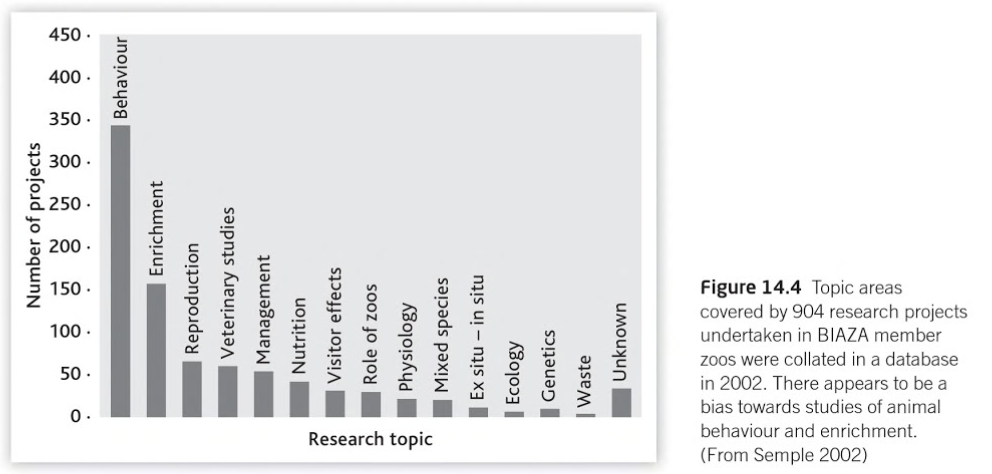 450
400
350
300
250
200
150
100
50
0
Number of projects
Behaviour
Enrichment
Reproduction
Veterinary studies
Management
Nutrition
Visitor effects
Role of zoos
Physiology
Mixed species
Ex situ – in situ
Ecology
Genetics
Waste
Unknown
Research topic
Figure 14.4 Topic areas
covered by 904 research projects
undertaken in BIAZA member
zoos were collated in a database
in 2002. There appears to be a
bias towards studies of animal
behaviour and enrichment.
(From Semple 2002)